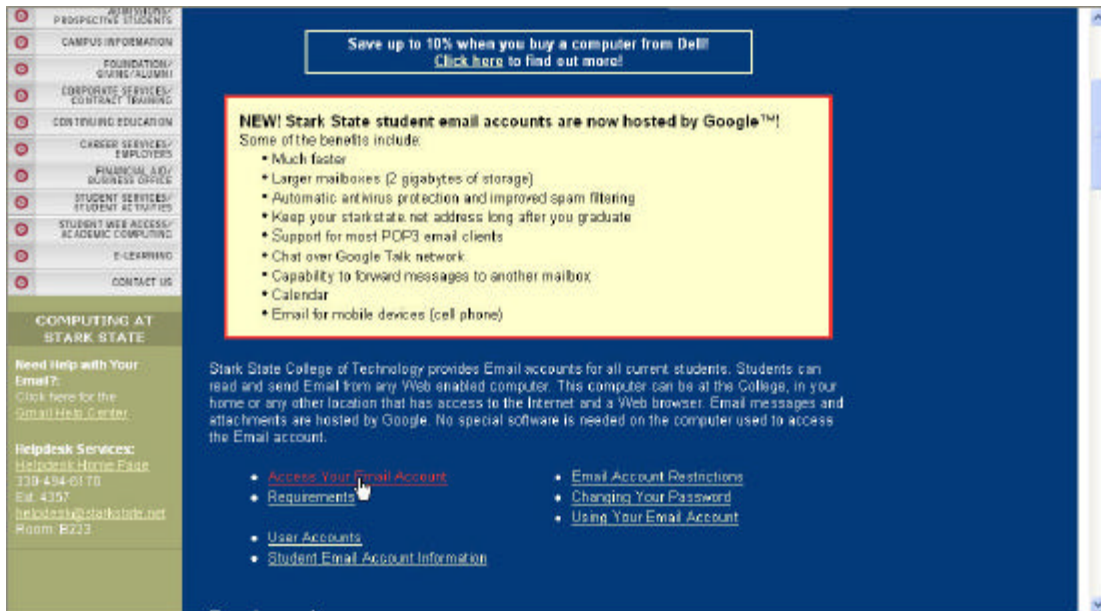 PROSPECTIVE STUDENTS
CAMPUS INFORMATION
FOUNDATION/
GIVING/ALUMNI
CORPORATE SERVICES/
CONTRACT TRAINING
CONTINUING EDUCATION
CAREER SERVICES/
EMPLOYERS
FINANCIAL AID/
BUSINESS OFFICE
STUDENT SERVICES/
STUDENT ACTIVITIES
STUDENT WEB ACCESS/
ACADEMIC COMPUTING
E-LEARNING
CONTACT US
COMPUTING AT
STARK STATE
Need Help with Your
Email?:
Click here for the
Gmail Help Center.
Helpdesk Services:
Helpdesk Home Page
Ext. 4357
helpdesk@starkstate.net
Room: B223
Save up to 10% when you buy a computer from Dell!
Click here to find out more!
NEW! Stark State student email accounts are now hosted by Google™!
Some of the benefits include:
• Much faster
• Larger mailboxes (2 gigabytes of storage)
• Automatic antivirus protection and improved spam filtering
• Keep your starkstate.net address long after you graduate
• Support for most POP3 email clients
• Chat over Google Talk network
• Capability to forward messages to another mailbox
• Calendar
• Email for mobile devices (cell phone)
Stark State College of Technology provides Email accounts for all current students. Students can
read and send Email from any Web enabled computer. This computer can be at the College, in your
home or any other location that has access to the Internet and a Web browser. Email messages and
attachments are hosted by Google. No special software is needed on the computer used to access
the Email account.
• Access Your Email Account
• Requirements
• User Accounts
• Student Email Account Information
• Email Account Restrictions
• Changing Your Password
• Using Your Email Account